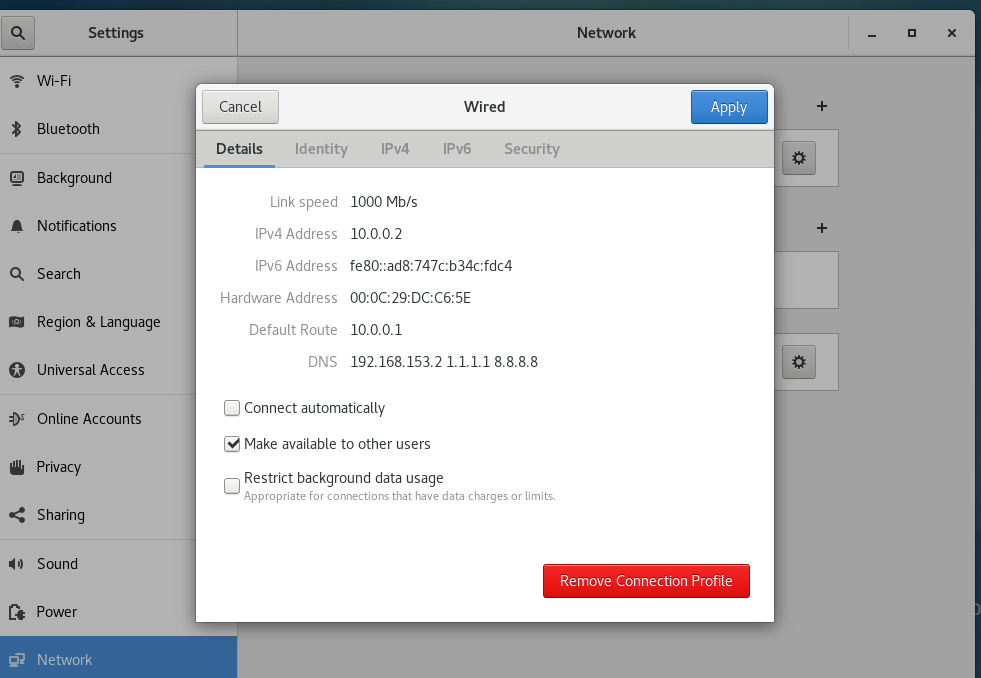 Settings
Network
Wi-Fi
Bluetooth
Background
Notifications
Search
Region & Language
Universal Access
Online Accounts
Privacy
Sharing
Sound
Power
Network
Cancel
Wired
Apply
Details Identity IPv4 IPv6 Security
Link speed 1000 Mb/s
IPv4 Address 10.0.0.2
IPv6 Address fe80::ad8:747c:b34c:fdc4
Hardware Address 00:0C:29:DC:C6:5E
Default Route 10.0.0.1
DNS 192.168.153.2 1.1.1.1 8.8.8.8
Connect automatically
Make available to other users
Restrict background data usage
Appropriate for connections that have data charges or limits.
Remove Connection Profile